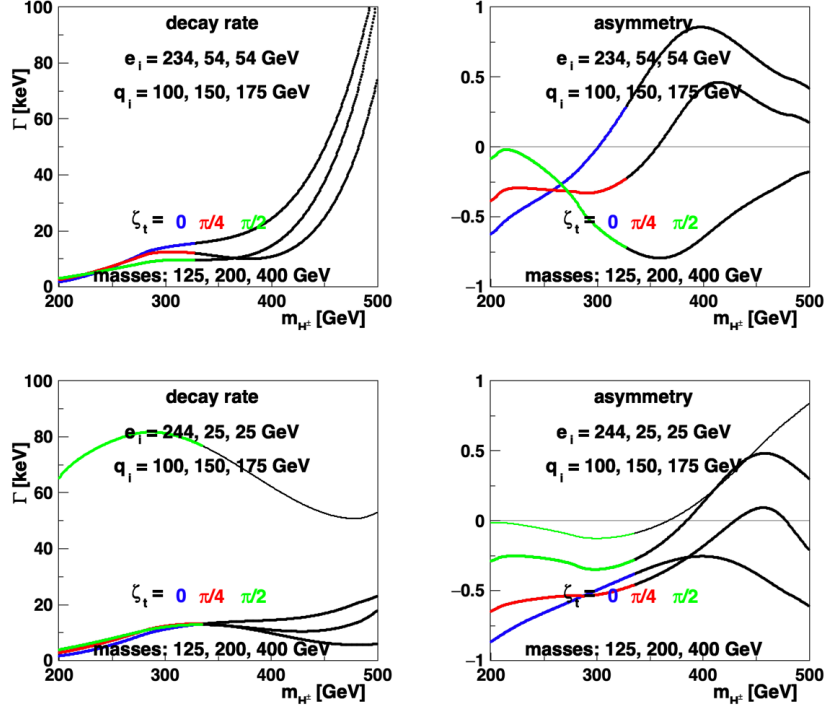 decay rate
e_i = 234, 54, 54 GeV
q_i = 100, 150, 175 GeV
ζ_t = 0 π/4 π/2
masses: 125, 200, 400 GeV
Γ [keV]
100
80
60
40
20
0
200 300 400 500
m_H± [GeV]
asymmetry
e_i = 234, 54, 54 GeV
q_i = 100, 150, 175 GeV
ζ_t = 0 π/4 π/2
masses: 125, 200, 400 GeV
1
0.5
0
−0.5
−1
200 300 400 500
m_H± [GeV]
decay rate
e_i = 244, 25, 25 GeV
q_i = 100, 150, 175 GeV
ζ_t = 0 π/4 π/2
masses: 125, 200, 400 GeV
Γ [keV]
100
80
60
40
20
0
200 300 400 500
m_H± [GeV]
asymmetry
e_i = 244, 25, 25 GeV
q_i = 100, 150, 175 GeV
ζ_t = 0 π/4 π/2
masses: 125, 200, 400 GeV
1
0.5
0
−0.5
−1
200 300 400 500
m_H± [GeV]